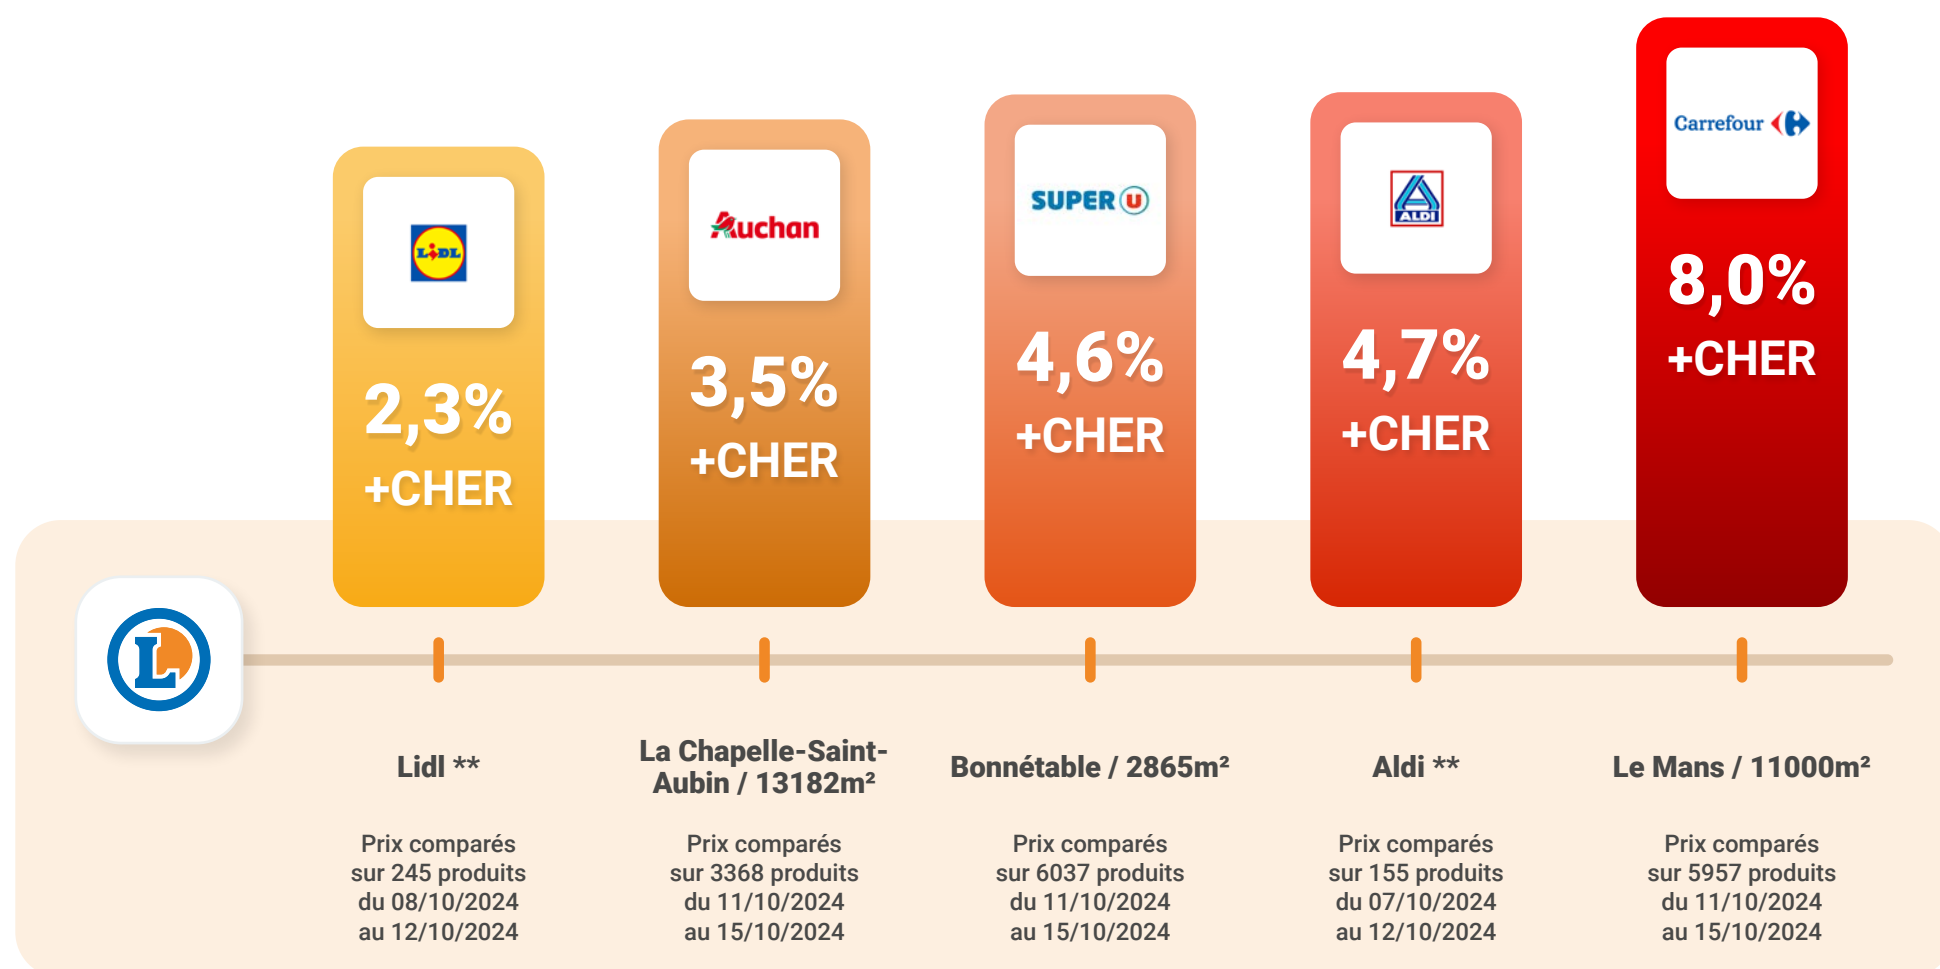 LIDL
2,3%
+CHER
Auchan
3,5%
+CHER
SUPER U
4,6%
+CHER
ALDI
4,7%
+CHER
Carrefour
8,0%
+CHER
L
Lidl **
Prix comparés
sur 245 produits
du 08/10/2024
au 12/10/2024
La Chapelle-Saint-
Aubin / 13182m²
Prix comparés
sur 3368 produits
du 11/10/2024
au 15/10/2024
Bonnétable / 2865m²
Prix comparés
sur 6037 produits
du 11/10/2024
au 15/10/2024
Aldi **
Prix comparés
sur 155 produits
du 07/10/2024
au 12/10/2024
Le Mans / 11000m²
Prix comparés
sur 5957 produits
du 11/10/2024
au 15/10/2024